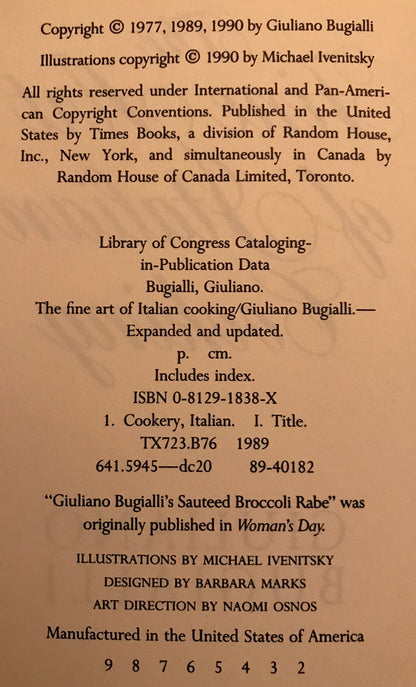 Copyright © 1977, 1989, 1990 by Giuliano Bugialli
Illustrations copyright © 1990 by Michael Ivenitsky
All rights reserved under International and Pan-Ameri-
can Copyright Conventions. Published in the United
States by Times Books, a division of Random House,
Inc., New York, and simultaneously in Canada by
Random House of Canada Limited, Toronto.
Library of Congress Cataloging-
in-Publication Data
Bugialli, Giuliano.
The fine art of Italian cooking/Giuliano Bugialli.—
Expanded and updated.
p. cm.
Includes index.
ISBN 0-8129-1838-X
1. Cookery, Italian. I. Title.
TX723.B76 1989
641.5945—dc20 89-40182
“Giuliano Bugialli's Sauteed Broccoli Rabe” was
originally published in Woman's Day.
ILLUSTRATIONS BY MICHAEL IVENITSKY
DESIGNED BY BARBARA MARKS
ART DIRECTION BY NAOMI OSNOS
Manufactured in the United States of America
9 8 7 6 5 4 3 2